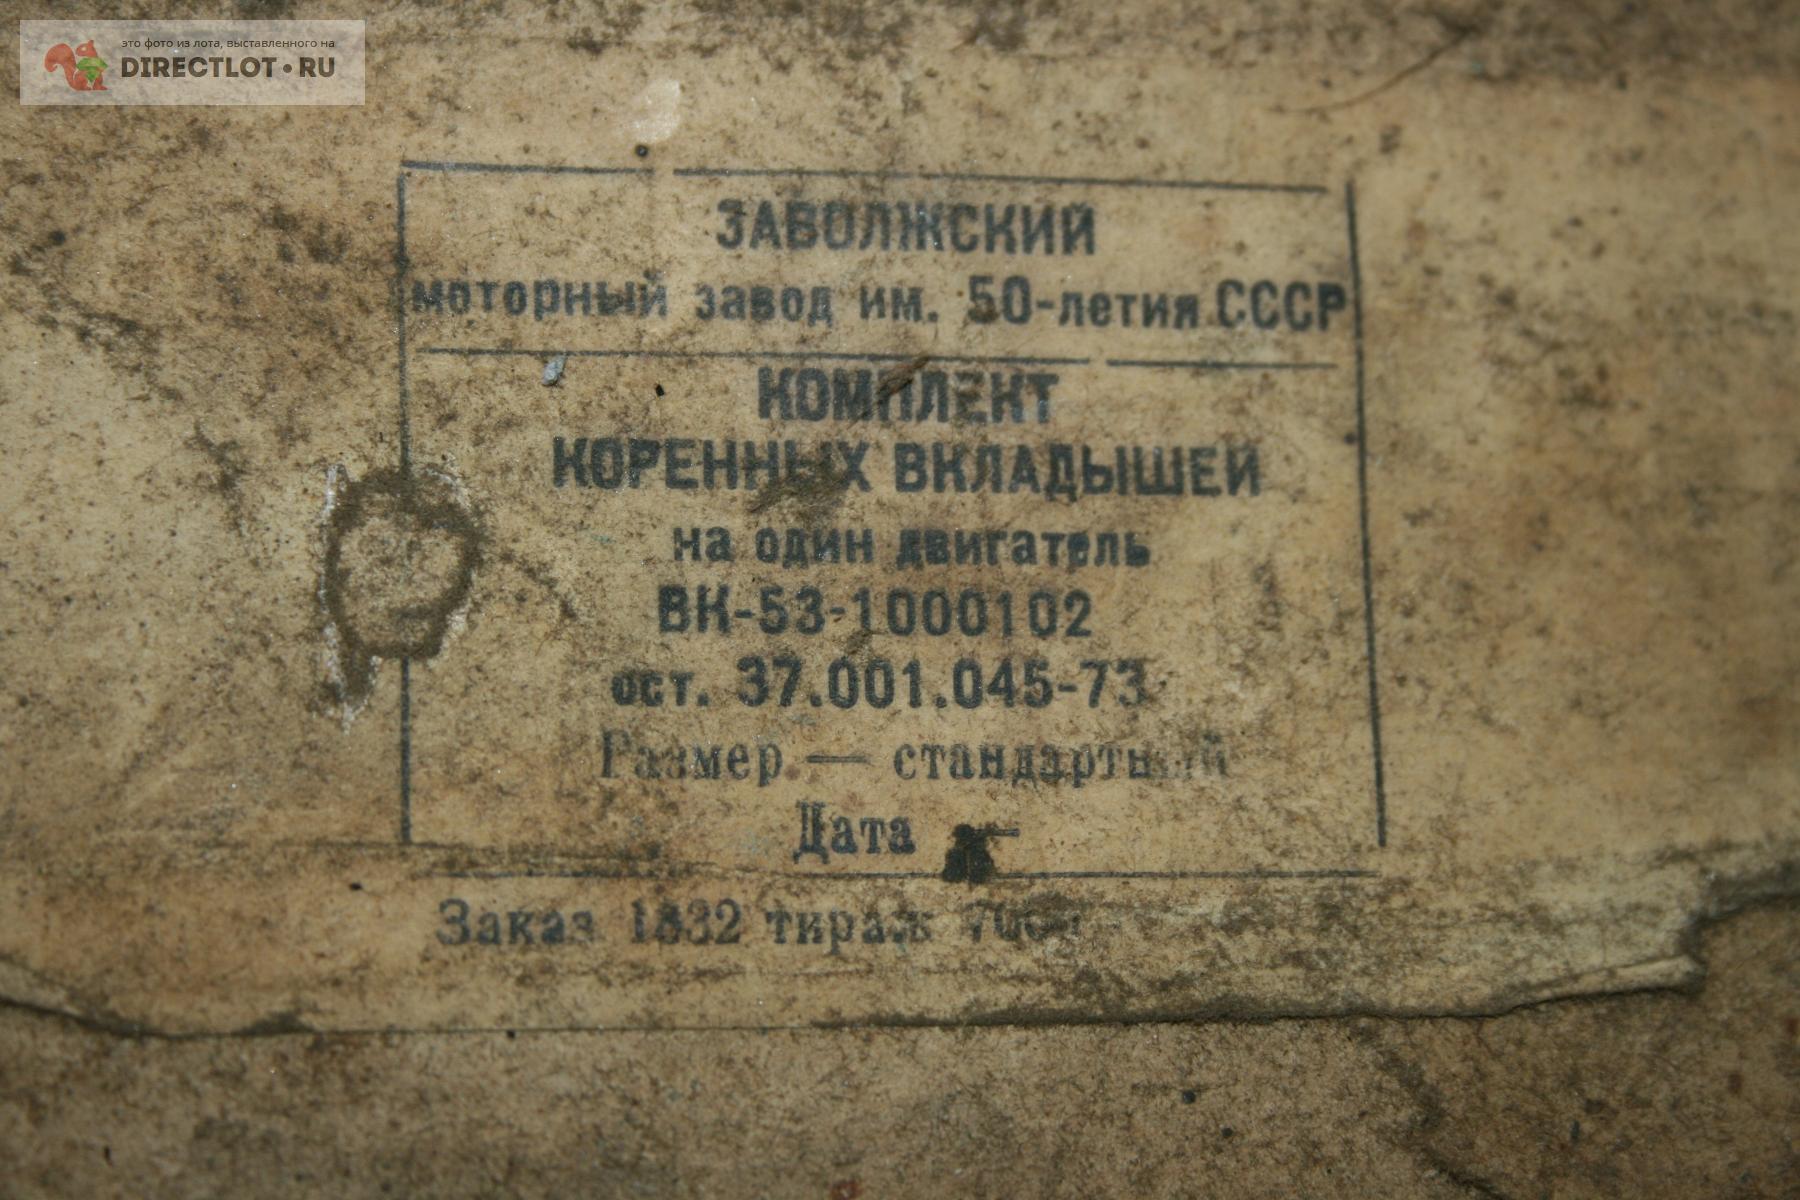 это фото из лота, выставленного на
DIRECTLOT.RU
ЗАВОЛЖСКИЙ
моторный завод им. 50-летия СССР
КОМПЛЕКТ
КОРЕННЫХ ВКЛАДЫШЕЙ
на один двигатель
ВК-53-1000102
ост. 37.001.045-73
Размер — стандартный
Дата
Заказ 1832 тираж